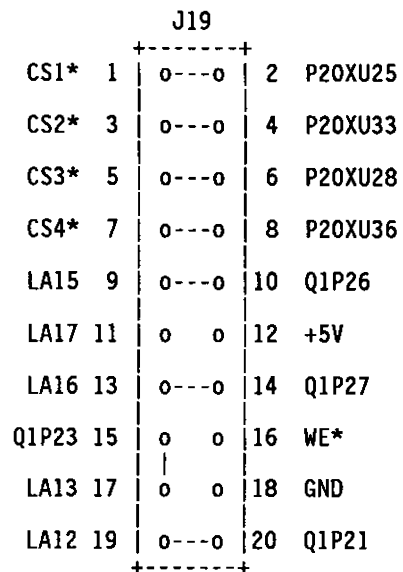 J19
CS1* 1 o---o 2 P20XU25
CS2* 3 o---o 4 P20XU33
CS3* 5 o---o 6 P20XU28
CS4* 7 o---o 8 P20XU36
LA15 9 o---o 10 Q1P26
LA17 11 o o 12 +5V
LA16 13 o---o 14 Q1P27
Q1P23 15 o o 16 WE*
LA13 17 o o 18 GND
LA12 19 o---o 20 Q1P21